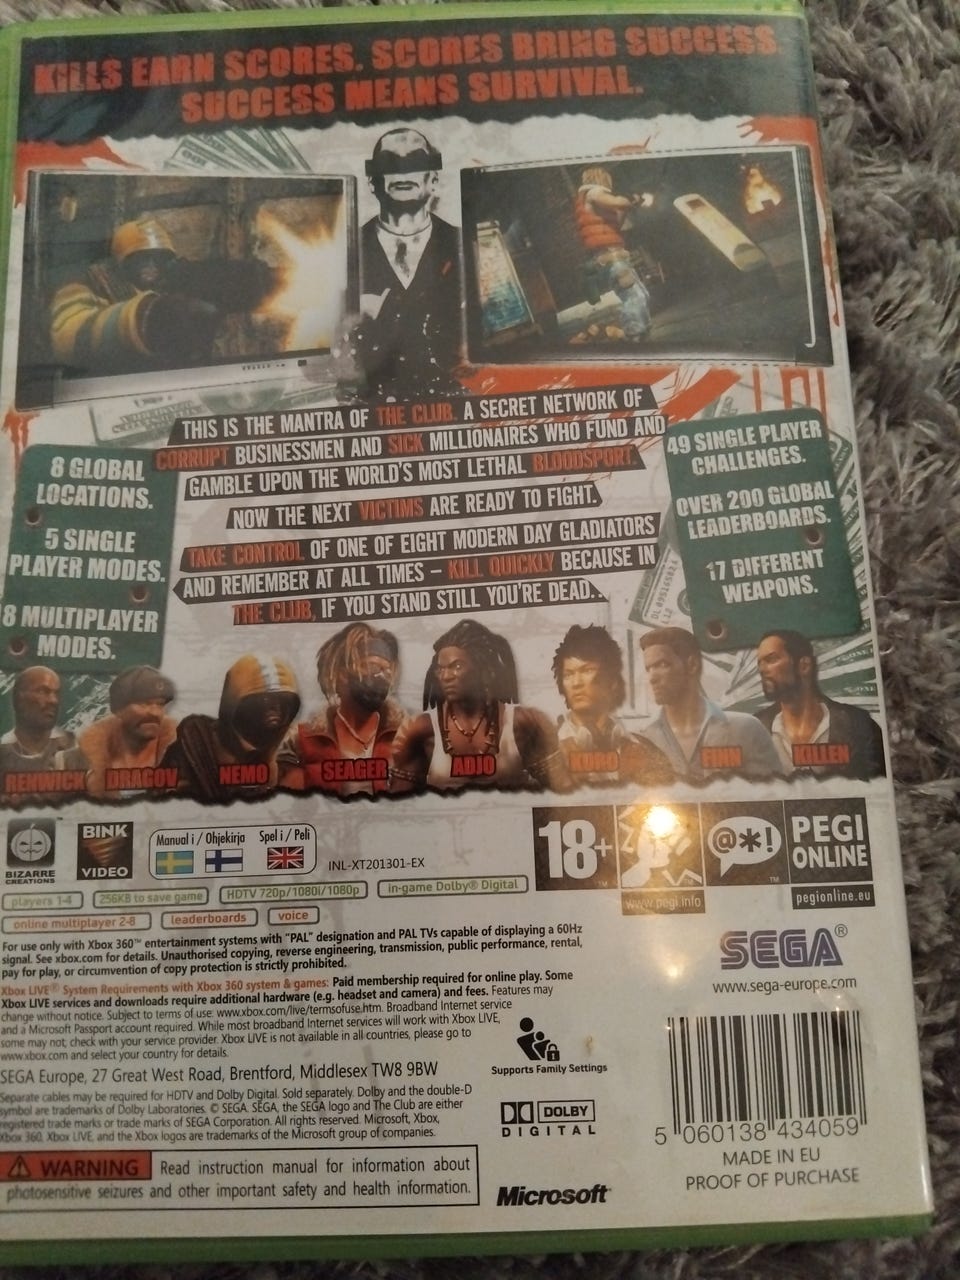 KILLS EARN SCORES. SCORES BRING SUCCESS.
SUCCESS MEANS SURVIVAL.
THIS IS THE MANTRA OF THE CLUB. A SECRET NETWORK OF
CORRUPT BUSINESSMEN AND SICK MILLIONAIRES WHO FUND AND
GAMBLE UPON THE WORLD'S MOST LETHAL BLOODSPORT.
NOW THE NEXT VICTIMS ARE READY TO FIGHT.
TAKE CONTROL OF ONE OF EIGHT MODERN DAY GLADIATORS
AND REMEMBER AT ALL TIMES – KILL QUICKLY BECAUSE IN
THE CLUB, IF YOU STAND STILL YOU'RE DEAD..
8 GLOBAL
LOCATIONS.
5 SINGLE
PLAYER MODES.
8 MULTIPLAYER
MODES.
49 SINGLE PLAYER
CHALLENGES.
OVER 200 GLOBAL
LEADERBOARDS.
17 DIFFERENT
WEAPONS.
RENWICK DRAGOV NEMO SEAGER ADJO KURO FINN KILLEN
BIZARRE
CREATIONS
BINK
VIDEO
Manual i / Ohjekirja Spel i / Peli
INL-XT201301-EX
18+
www.pegi.info
@*!
PEGI
ONLINE
pegionline.eu
players 1-4 256KB to save game HDTV 720p/1080i/1080p in-game Dolby® Digital
online multiplayer 2-8 leaderboards voice
For use only with Xbox 360™ entertainment systems with "PAL" designation and PAL TVs capable of displaying a 60Hz
signal. See xbox.com for details. Unauthorised copying, reverse engineering, transmission, public performance, rental,
pay for play, or circumvention of copy protection is strictly prohibited.
Xbox LIVE® System Requirements with Xbox 360 system & games: Paid membership required for online play. Some
Xbox LIVE services and downloads require additional hardware (e.g. headset and camera) and fees. Features may
change without notice. Subject to terms of use: www.xbox.com/live/termsofuse.htm. Broadband Internet service
and a Microsoft Passport account required. While most broadband Internet services will work with Xbox LIVE,
some may not; check with your service provider. Xbox LIVE is not available in all countries, please go to
www.xbox.com and select your country for details.
SEGA Europe, 27 Great West Road, Brentford, Middlesex TW8 9BW
Separate cables may be required for HDTV and Dolby Digital. Sold separately. Dolby and the double-D
symbol are trademarks of Dolby Laboratories. © SEGA. SEGA, the SEGA logo and The Club are either
registered trade marks or trade marks of SEGA Corporation. All rights reserved. Microsoft, Xbox,
Xbox 360, Xbox LIVE, and the Xbox logos are trademarks of the Microsoft group of companies.
WARNING Read instruction manual for information about
photosensitive seizures and other important safety and health information.
Supports Family Settings
DOLBY
DIGITAL
Microsoft®
SEGA®
www.sega-europe.com
5 060138 434059
MADE IN EU
PROOF OF PURCHASE